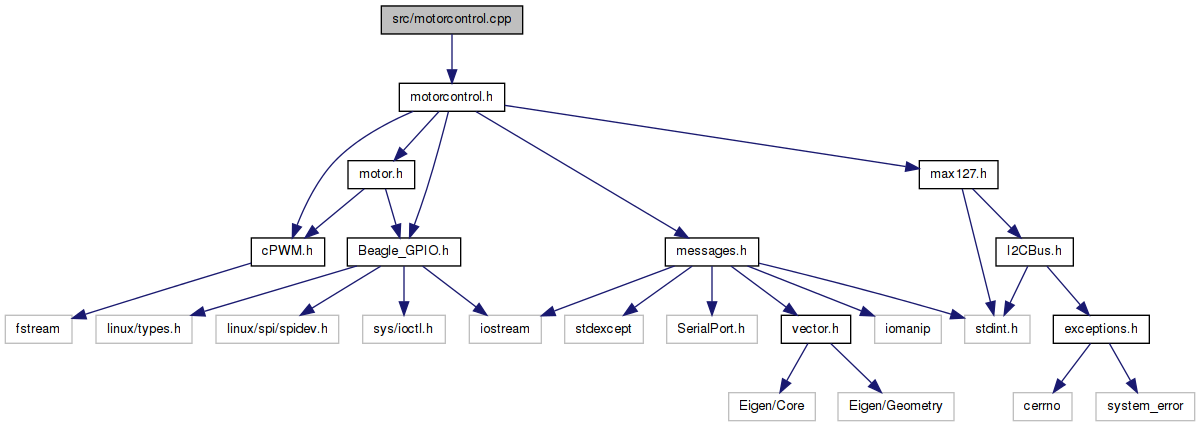 src/motorcontrol.cpp
motorcontrol.h
motor.h
max127.h
cPWM.h
Beagle_GPIO.h
messages.h
I2CBus.h
fstream
linux/types.h
linux/spi/spidev.h
sys/ioctl.h
iostream
stdexcept
SerialPort.h
vector.h
iomanip
stdint.h
exceptions.h
Eigen/Core
Eigen/Geometry
cerrno
system_error